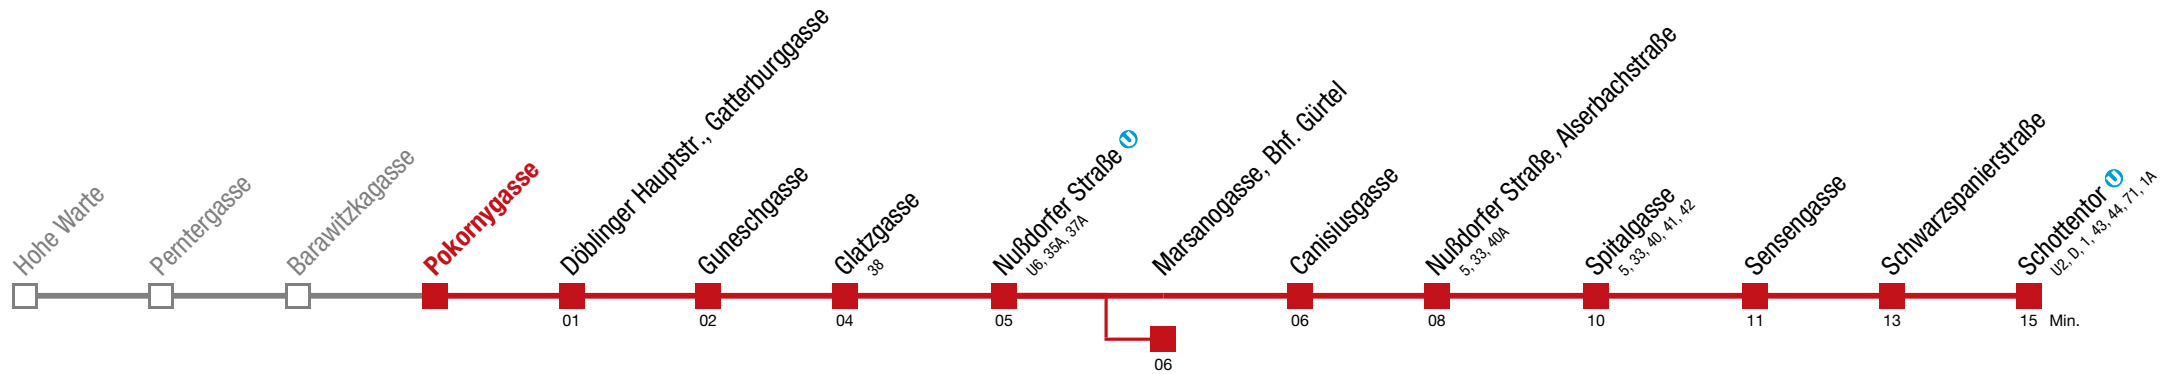 Hohe Warte
Perntergasse
Barawitzkagasse
Pokornygasse
Döblinger Hauptstr., Gatterburggasse
01
Guneschgasse
02
Glatzgasse
38
04
Nußdorfer Straße U
U6, 35A, 37A
05
Marsanogasse, Bhf. Gürtel
06
Canisiusgasse
06
Nußdorfer Straße, Alserbachstraße
5, 33, 40A
08
Spitalgasse
5, 33, 40, 41, 42
10
Sensengasse
11
Schwarzspanierstraße
13
Schottentor U
U2, D, 1, 43, 44, 71, 1A
15 Min.